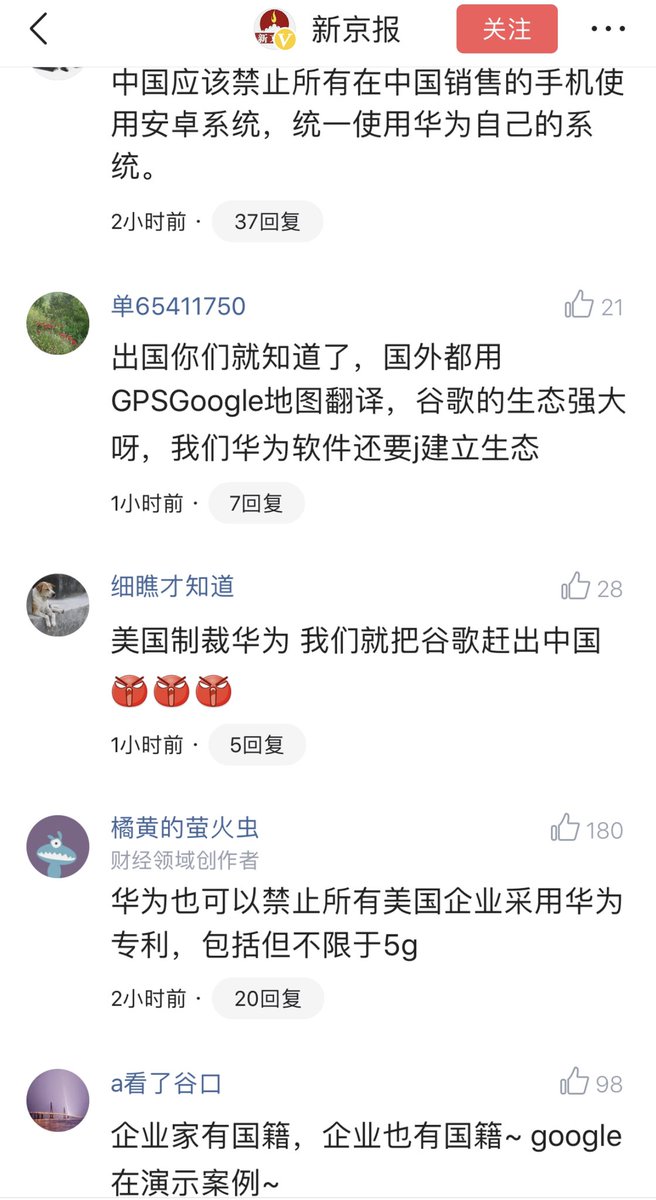 新京报
关注
中国应该禁止所有在中国销售的手机使
用安卓系统，统一使用华为自己的系
统。
2小时前 · 37回复
单65411750
21
出国你们就知道了，国外都用
GPSGoogle地图翻译，谷歌的生态强大
呀，我们华为软件还要j建立生态
1小时前 · 7回复
细瞧才知道
28
美国制裁华为 我们就把谷歌赶出中国
1小时前 · 5回复
橘黄的萤火虫
180
财经领域创作者
华为也可以禁止所有美国企业采用华为
专利，包括但不限于5g
2小时前 · 20回复
a看了谷口
98
企业家有国籍，企业也有国籍~ google
在演示案例~